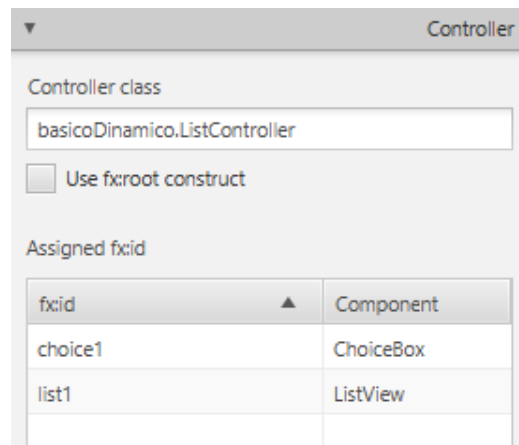 Controller
Controller class
basicoDinamico.ListController
Use fx:root construct
Assigned fx:id
fx:id Component
choice1 ChoiceBox
list1 ListView